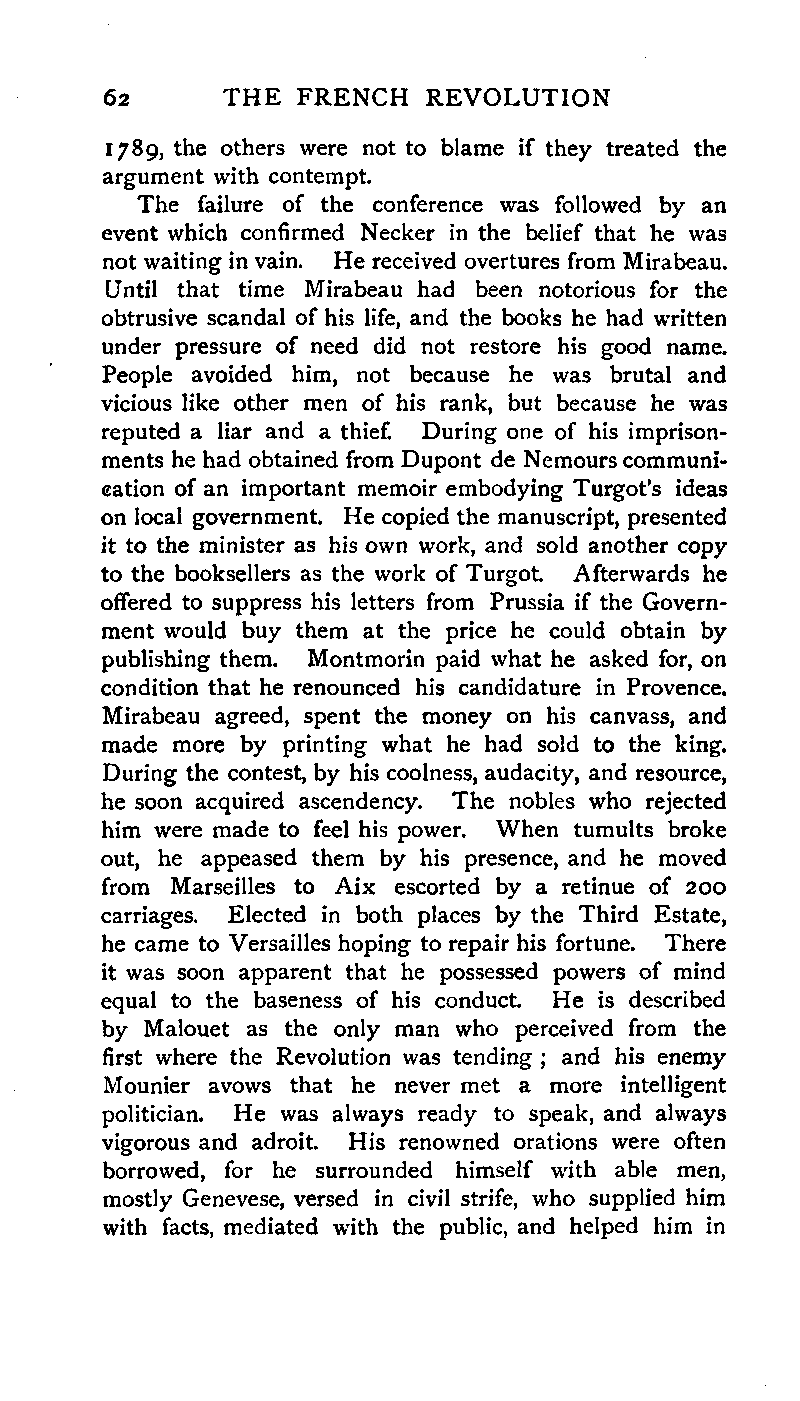 62 THE FRENCH REVOLUTION
1789, the others were not to blame if they treated the
argument with contempt.
The failure of the conference was followed by an
event which confirmed Necker in the belief that he was
not waiting in vain. He received overtures from Mirabeau.
Until that time Mirabeau had been notorious for the
obtrusive scandal of his life, and the books he had written
under pressure of need did not restore his good name.
People avoided him, not because he was brutal and
vicious like other men of his rank, but because he was
reputed a liar and a thief. During one of his imprison-
ments he had obtained from Dupont de Nemours communi-
cation of an important memoir embodying Turgot's ideas
on local government. He copied the manuscript, presented
it to the minister as his own work, and sold another copy
to the booksellers as the work of Turgot. Afterwards he
offered to suppress his letters from Prussia if the Govern-
ment would buy them at the price he could obtain by
publishing them. Montmorin paid what he asked for, on
condition that he renounced his candidature in Provence.
Mirabeau agreed, spent the money on his canvass, and
made more by printing what he had sold to the king.
During the contest, by his coolness, audacity, and resource,
he soon acquired ascendency. The nobles who rejected
him were made to feel his power. When tumults broke
out, he appeased them by his presence, and he moved
from Marseilles to Aix escorted by a retinue of 200
carriages. Elected in both places by the Third Estate,
he came to Versailles hoping to repair his fortune. There
it was soon apparent that he possessed powers of mind
equal to the baseness of his conduct. He is described
by Malouet as the only man who perceived from the
first where the Revolution was tending ; and his enemy
Mounier avows that he never met a more intelligent
politician. He was always ready to speak, and always
vigorous and adroit. His renowned orations were often
borrowed, for he surrounded himself with able men,
mostly Genevese, versed in civil strife, who supplied him
with facts, mediated with the public, and helped him in